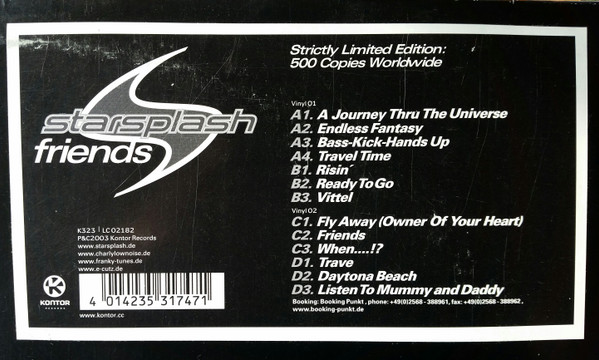 starsplash
friends
Strictly Limited Edition:
500 Copies Worldwide
Vinyl 01
A1. A Journey Thru The Universe
A2. Endless Fantasy
A3. Bass-Kick-Hands Up
A4. Travel Time
B1. Risin´
B2. Ready To Go
B3. Vittel
Vinyl 02
C1. Fly Away (Owner Of Your Heart)
C2. Friends
C3. When....!?
D1. Trave
D2. Daytona Beach
D3. Listen To Mummy and Daddy
Booking: Booking Punkt , phone: +49(0)2568 - 388961, fax: +49(0)2568 - 388962 ,
www.booking-punkt.de
K323 | LC02182
P&C2003 Kontor Records
www.starsplash.de
www.charlylownoise.de
www.franky-tunes.de
www.e-cutz.de
KONTOR
RECORDS
4 014235 317471
www.kontor.cc